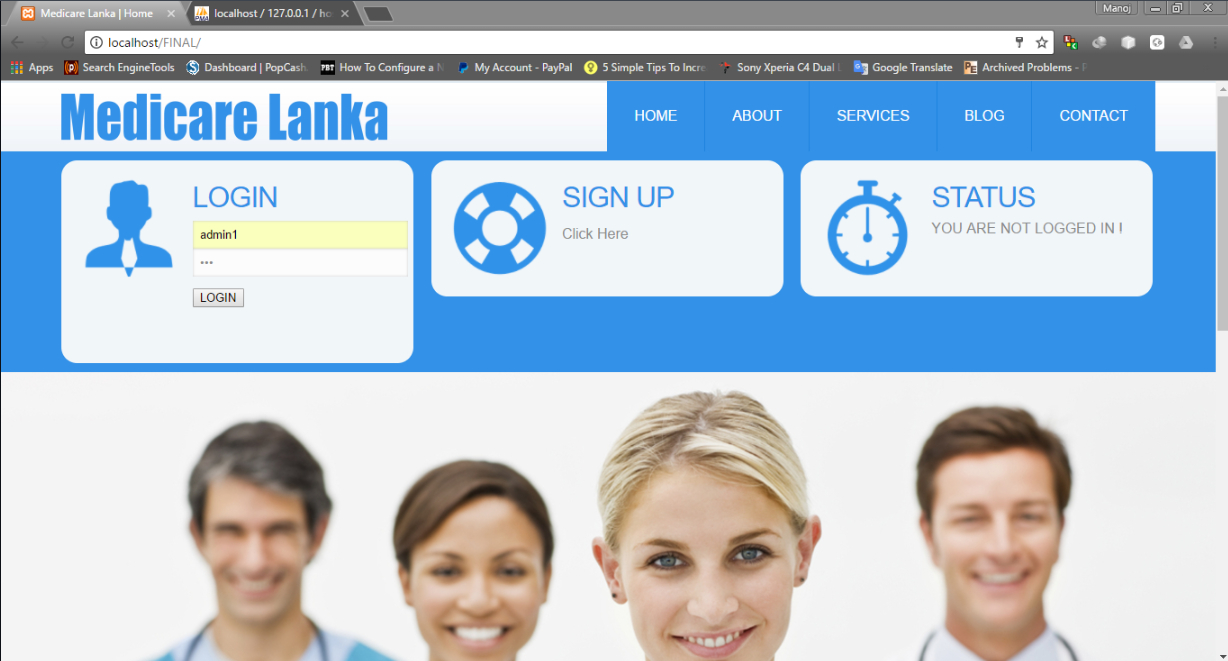 Medicare Lanka | Home
localhost / 127.0.0.1 / ho
Manoj
localhost/FINAL/
Apps
Search EngineTools
Dashboard | PopCash
PBT How To Configure a N
My Account - PayPal
5 Simple Tips To Incre
Sony Xperia C4 Dual
Google Translate
PE Archived Problems -
Medicare Lanka
HOME
ABOUT
SERVICES
BLOG
CONTACT
LOGIN
admin1
•••
LOGIN
SIGN UP
Click Here
STATUS
YOU ARE NOT LOGGED IN !